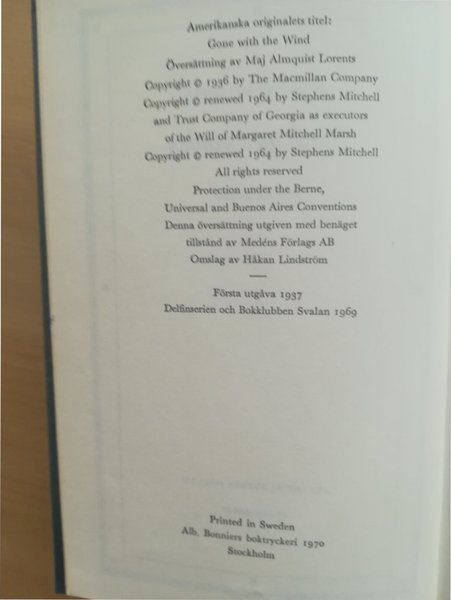 Amerikanska originalets titel:
Gone with the Wind
Översättning av Maj Almquist Lorents
Copyright © 1936 by The Macmillan Company
Copyright © renewed 1964 by Stephens Mitchell
and Trust Company of Georgia as executors
of the Will of Margaret Mitchell Marsh
Copyright © renewed 1964 by Stephens Mitchell
All rights reserved
Protection under the Berne,
Universal and Buenos Aires Conventions
Denna översättning utgiven med benäget
tillstånd av Medéns Förlags AB
Omslag av Håkan Lindström
Första utgåva 1937
Delfinserien och Bokklubben Svalan 1969
Printed in Sweden
Alb. Bonniers boktryckeri 1970
Stockholm